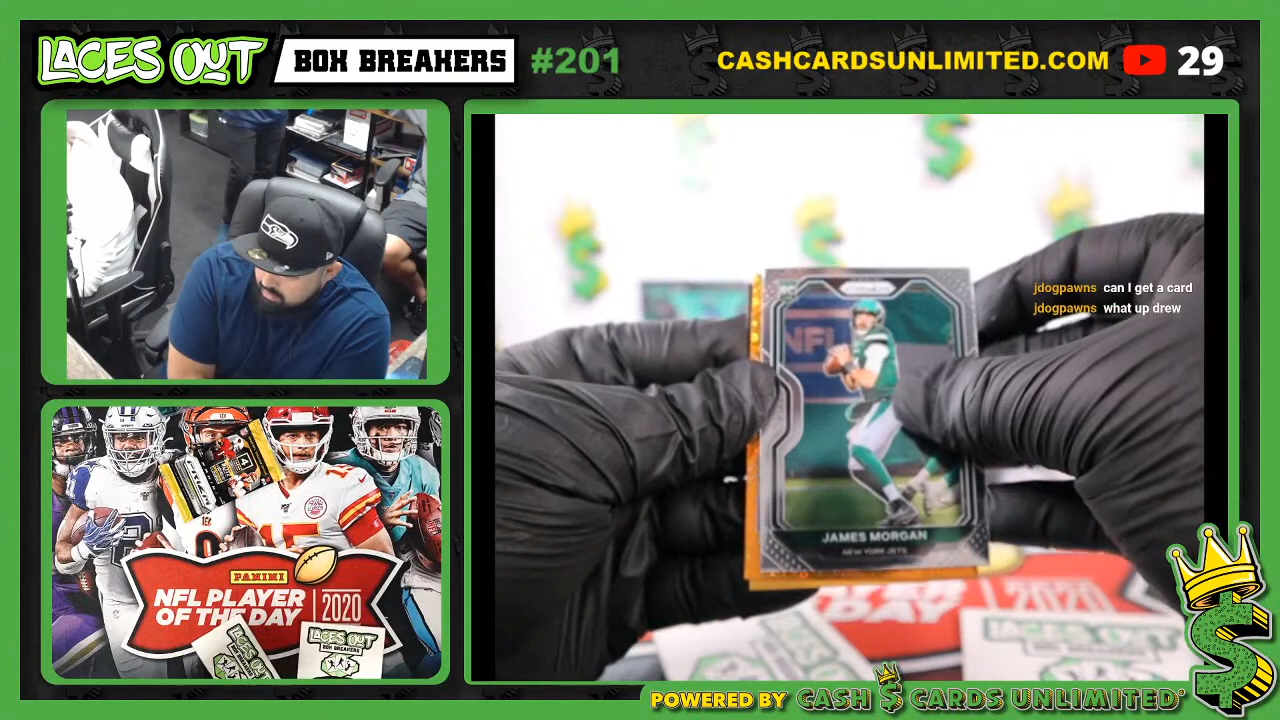 LACES OUT BOX BREAKERS #201
CASHCARDSUNLIMITED.COM 29
jdogpawns can I get a card
jdogpawns what up drew
NFL
JAMES MORGAN
NEW YORK JETS
PANINI
NFL PLAYER
OF THE DAY 2020
LACES OUT
BOX BREAKERS
2020
POWERED BY CASH $ CARDS UNLIMITED